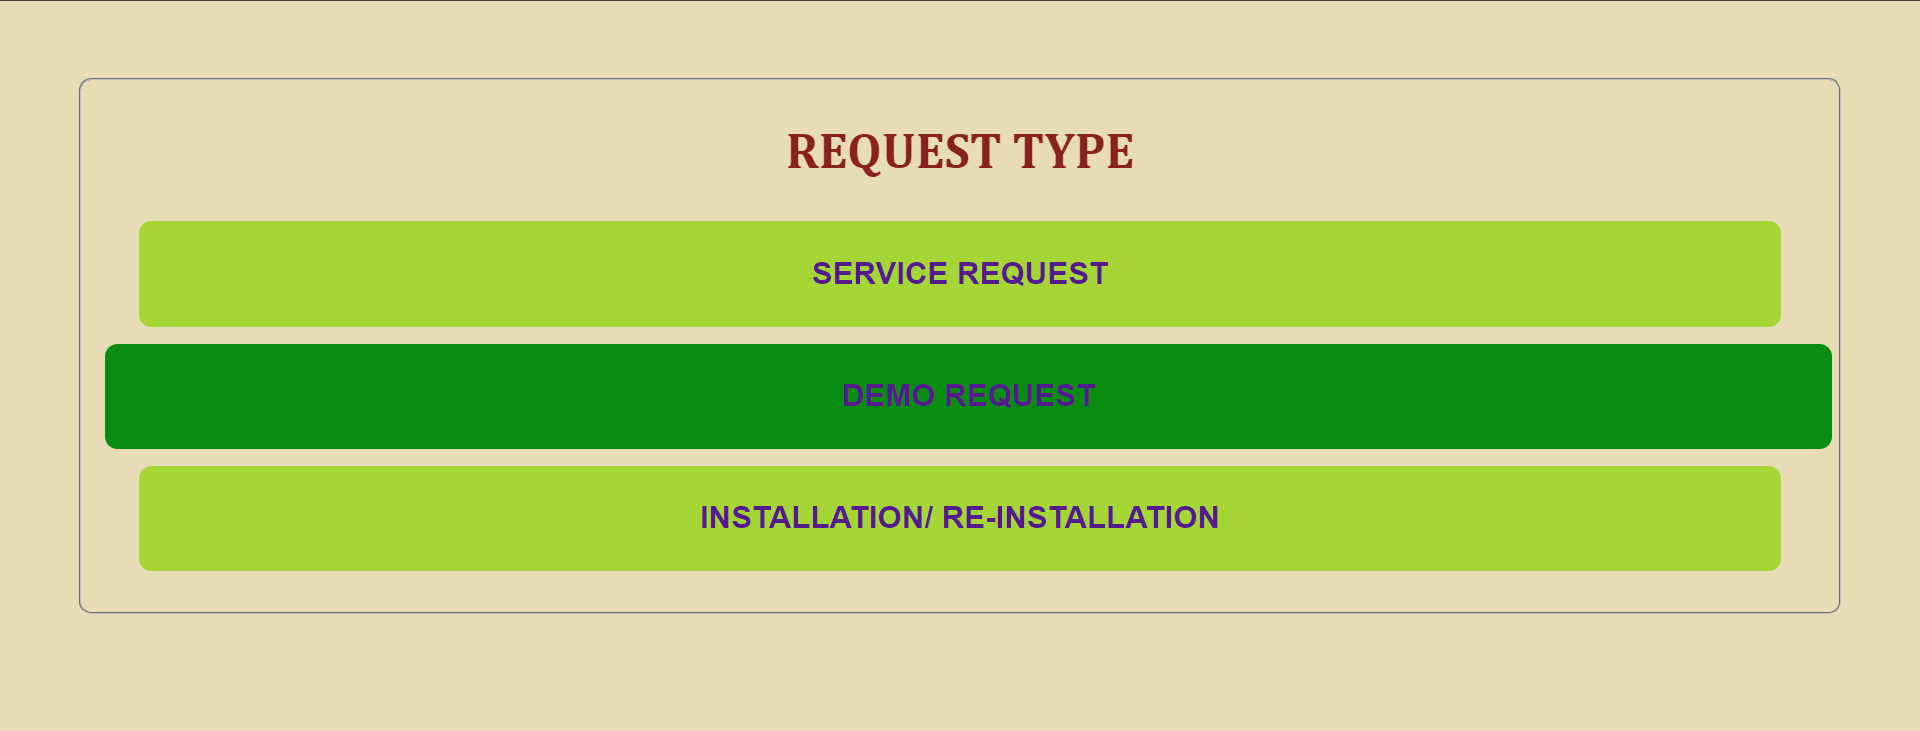 REQUEST TYPE
SERVICE REQUEST
DEMO REQUEST
INSTALLATION/ RE-INSTALLATION